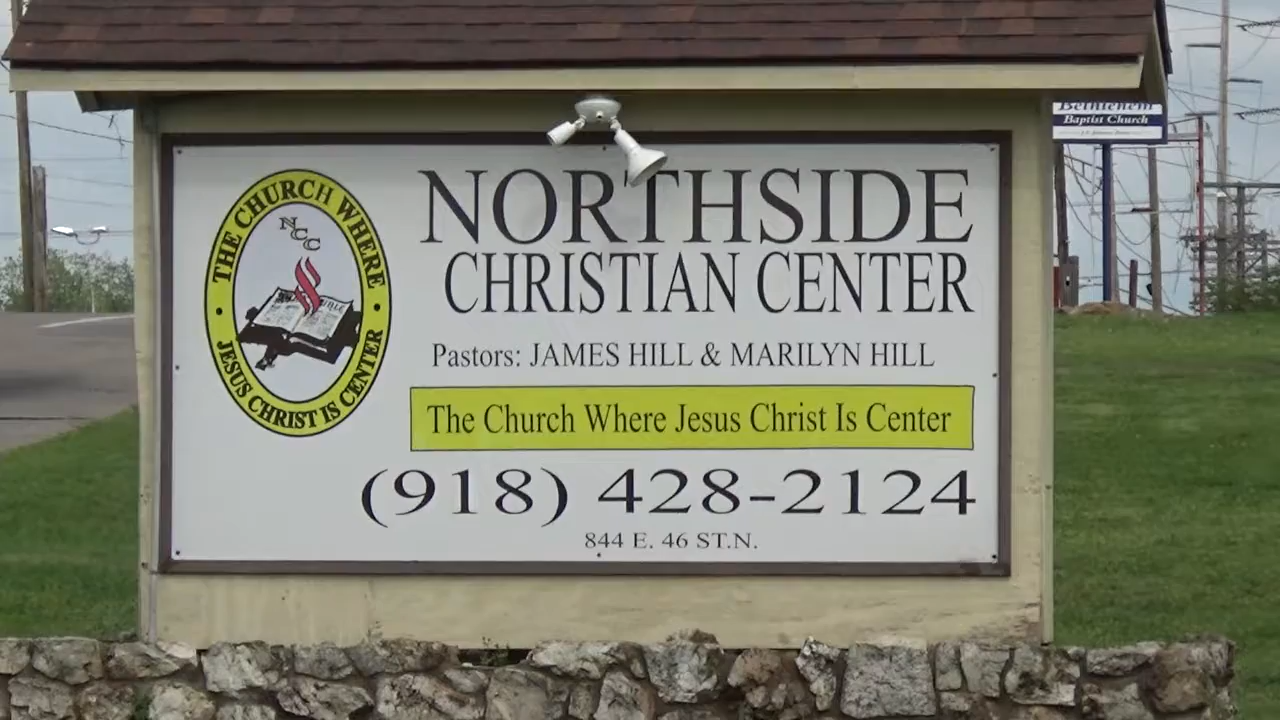 Bethlehem
Baptist Church
THE CHURCH WHERE
JESUS CHRIST IS CENTER
NCC
NORTHSIDE
CHRISTIAN CENTER
Pastors: JAMES HILL & MARILYN HILL
The Church Where Jesus Christ Is Center
(918) 428-2124
844 E. 46 ST.N.